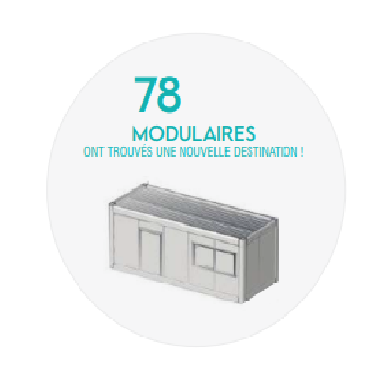 78
MODULAIRES
ONT TROUVÉS UNE NOUVELLE DESTINATION !